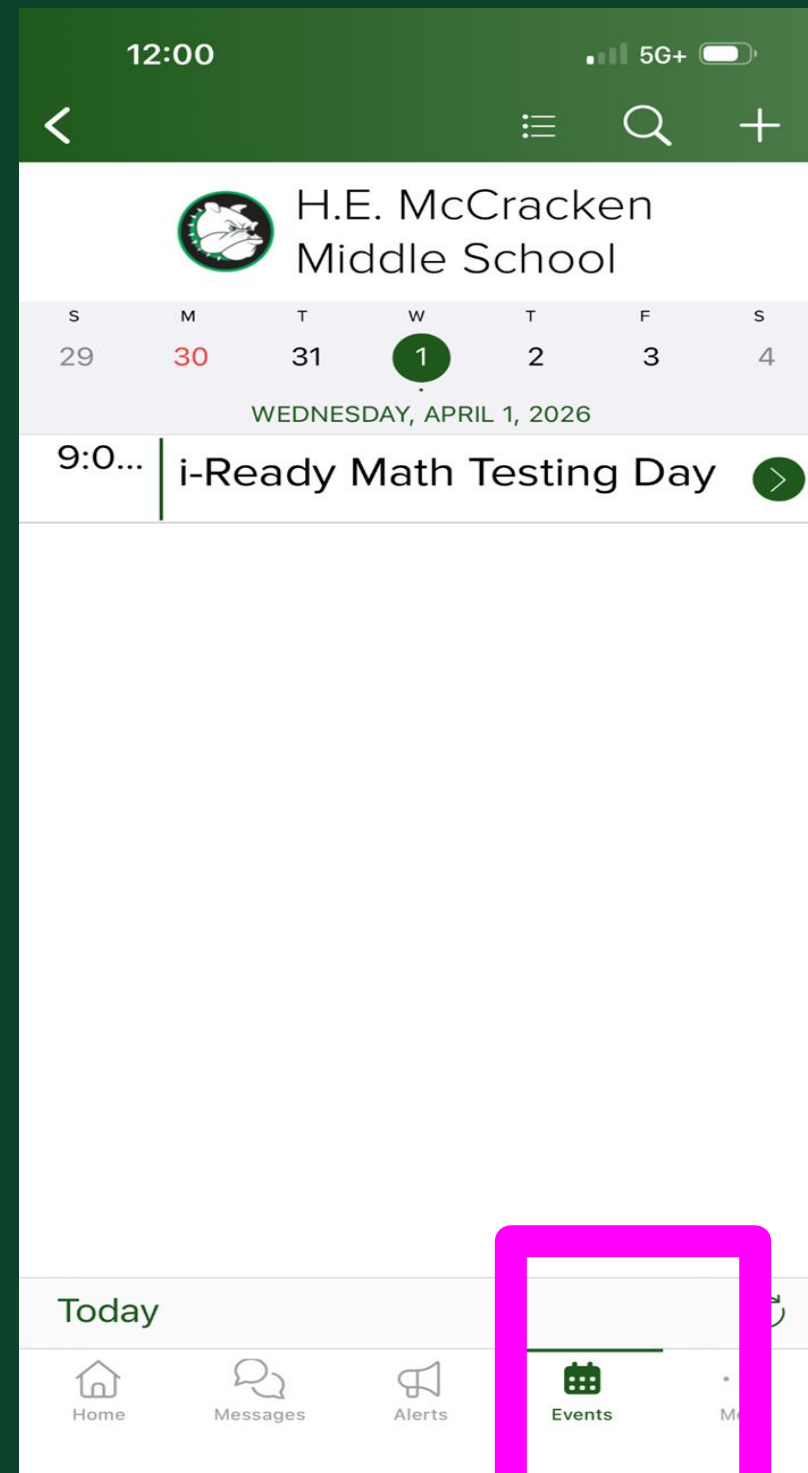 12:00 5G+
H.E. McCracken
Middle School
S M T W T F S
29 30 31 1 2 3 4
WEDNESDAY, APRIL 1, 2026
9:0... i-Ready Math Testing Day
Today
Home Messages Alerts Events